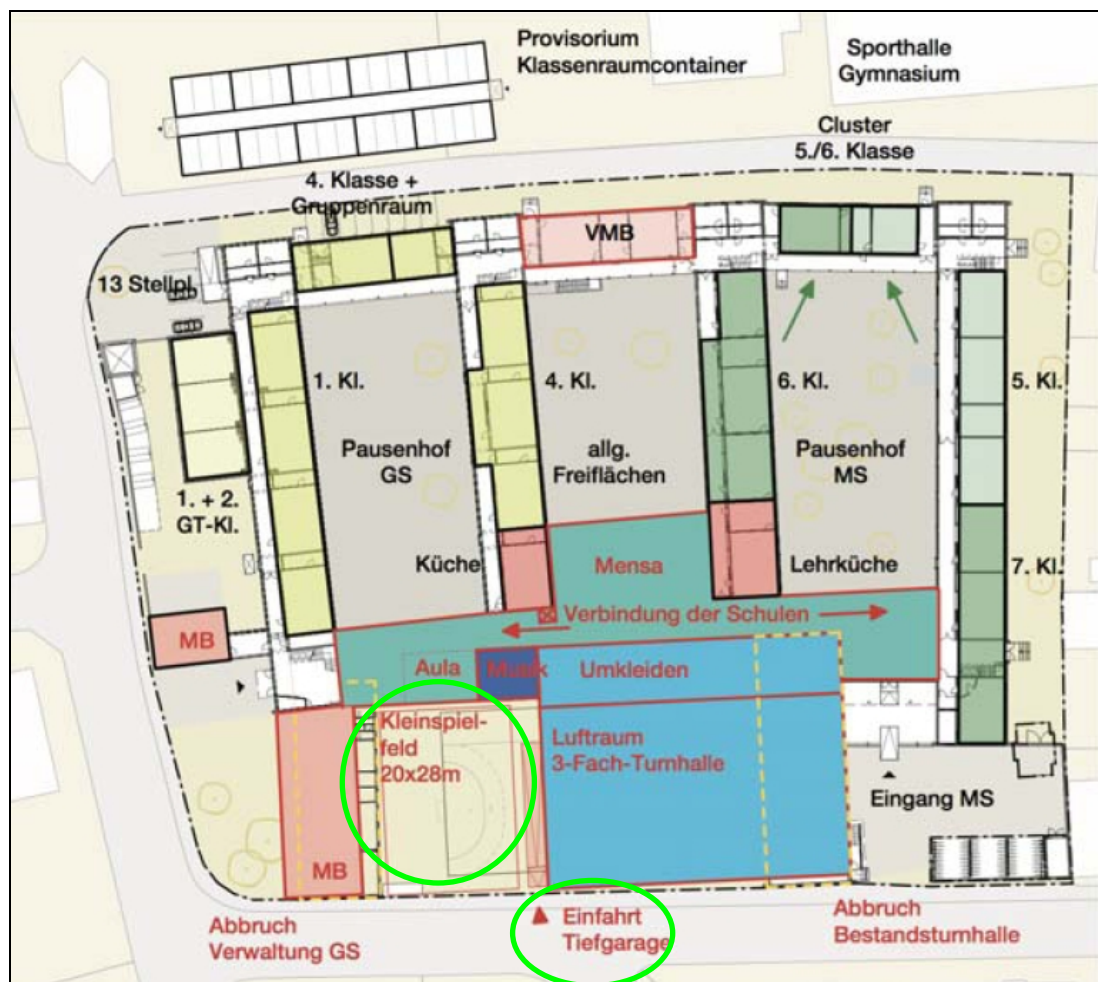 Provisorium
Klassenraumcontainer
Sporthalle
Gymnasium
Cluster
5./6. Klasse
4. Klasse +
Gruppenraum
VMB
13 Stellpl.
1. Kl.
4. Kl.
6. Kl.
5. Kl.
Pausenhof
GS
allg.
Freiflächen
Pausenhof
MS
1. + 2.
GT-Kl.
Küche
Mensa
Lehrküche
7. Kl.
Verbindung der Schulen
MB
Aula
Musik
Umkleiden
Kleinspiel-
feld
20x28m
Luftraum
3-Fach-Turnhalle
Eingang MS
MB
Abbruch
Verwaltung GS
Einfahrt
Tiefgarage
Abbruch
Bestandsturnhalle